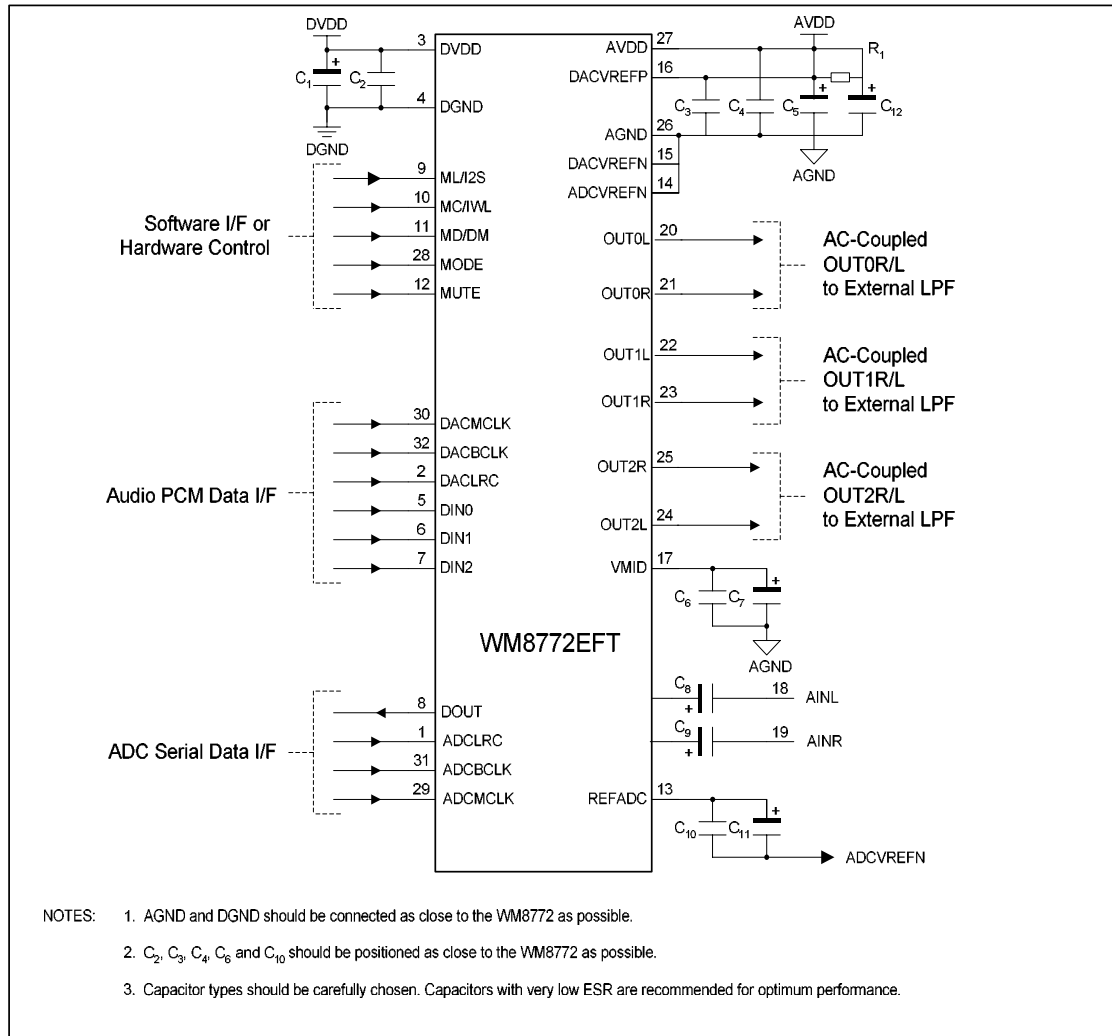 DVDD
C1 +
C2
3 DVDD
4 DGND
DGND
Software I/F or
Hardware Control
9 ML/I2S
10 MC/IWL
11 MD/DM
28 MODE
12 MUTE
Audio PCM Data I/F
30 DACMCLK
32 DACBCLK
2 DACLRC
5 DIN0
6 DIN1
7 DIN2
WM8772EFT
ADC Serial Data I/F
8 DOUT
1 ADCLRC
31 ADCBCLK
29 ADCMCLK
AVDD
AVDD 27
R1
DACVREFP 16
C3
C4
C5 +
+ C12
AGND 26
DACVREFN 15
ADCVREFN 14
AGND
OUT0L 20
OUT0R 21
AC-Coupled
OUT0R/L
to External LPF
OUT1L 22
OUT1R 23
AC-Coupled
OUT1R/L
to External LPF
OUT2R 25
OUT2L 24
AC-Coupled
OUT2R/L
to External LPF
VMID 17
C6
C7 +
AGND
C8 + 18 AINL
C9 + 19 AINR
REFADC 13
C10
C11 +
ADCVREFN
NOTES: 1. AGND and DGND should be connected as close to the WM8772 as possible.
2. C2, C3, C4, C6 and C10 should be positioned as close to the WM8772 as possible.
3. Capacitor types should be carefully chosen. Capacitors with very low ESR are recommended for optimum performance.